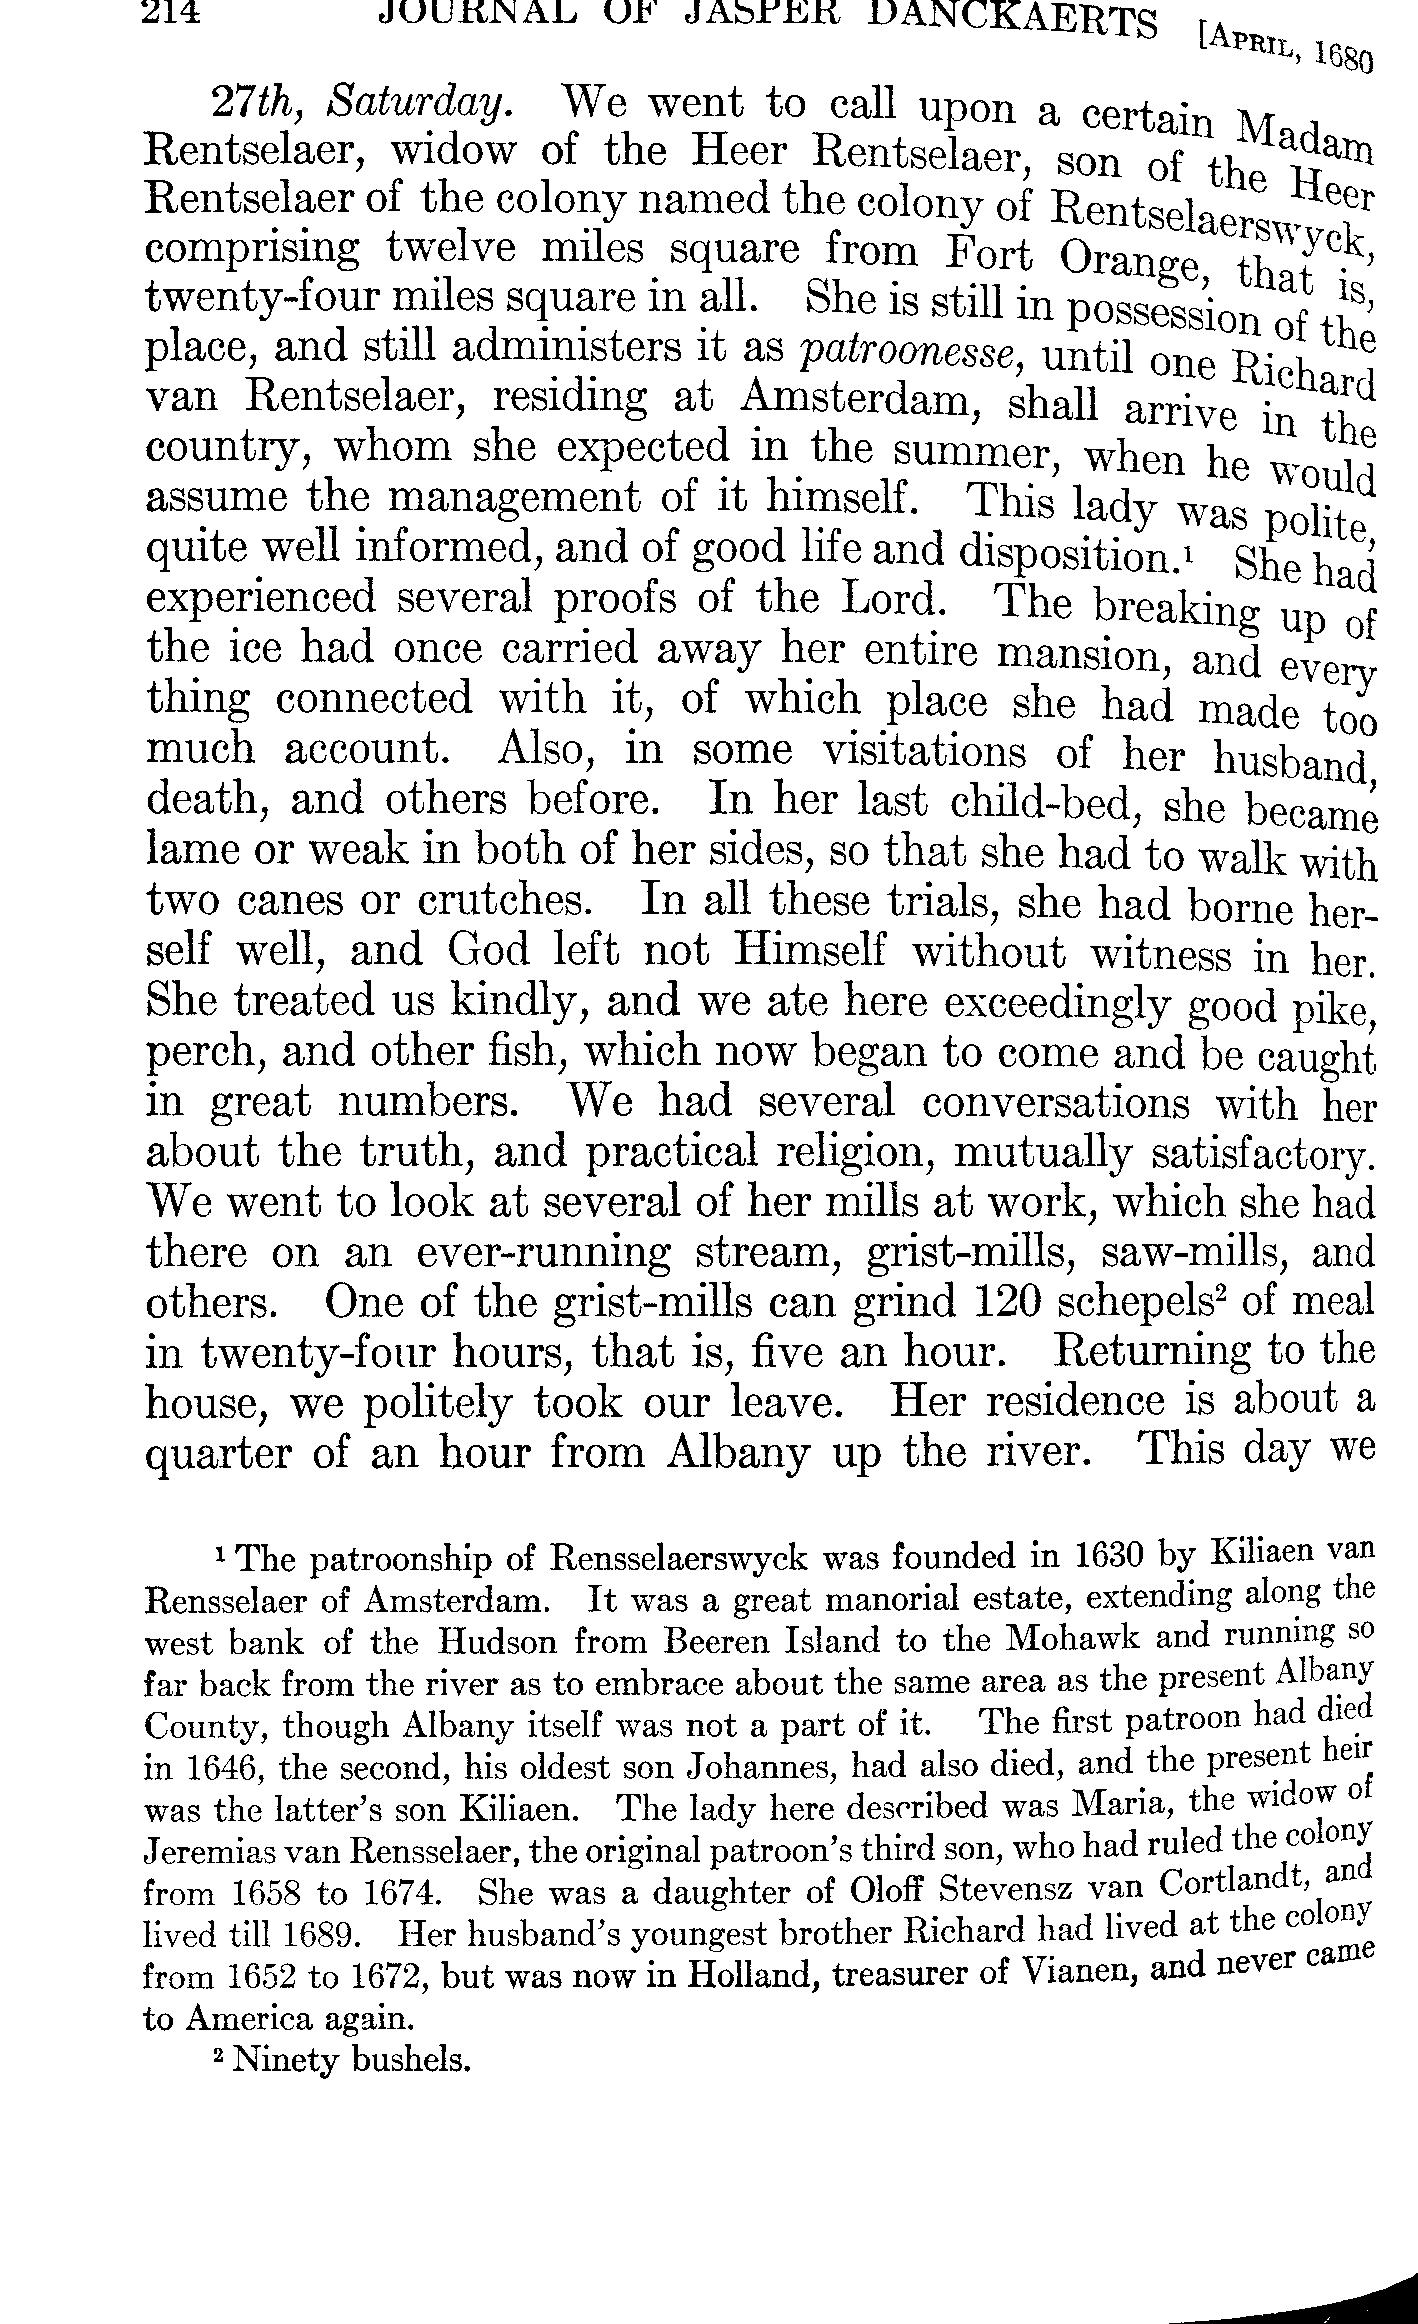 214 JOURNAL OF JASPER DANCKAERTS [APRIL, 1680
27th, Saturday. We went to call upon a certain Madam
Rentselaer, widow of the Heer Rentselaer, son of the Heer
Rentselaer of the colony named the colony of Rentselaerswyck,
comprising twelve miles square from Fort Orange, that is,
twenty-four miles square in all. She is still in possession of the
place, and still administers it as patroonesse, until one Richard
van Rentselaer, residing at Amsterdam, shall arrive in the
country, whom she expected in the summer, when he would
assume the management of it himself. This lady was polite,
quite well informed, and of good life and disposition.¹ She had
experienced several proofs of the Lord. The breaking up of
the ice had once carried away her entire mansion, and every
thing connected with it, of which place she had made too
much account. Also, in some visitations of her husband,
death, and others before. In her last child-bed, she became
lame or weak in both of her sides, so that she had to walk with
two canes or crutches. In all these trials, she had borne her-
self well, and God left not Himself without witness in her.
She treated us kindly, and we ate here exceedingly good pike,
perch, and other fish, which now began to come and be caught
in great numbers. We had several conversations with her
about the truth, and practical religion, mutually satisfactory.
We went to look at several of her mills at work, which she had
there on an ever-running stream, grist-mills, saw-mills, and
others. One of the grist-mills can grind 120 schepels² of meal
in twenty-four hours, that is, five an hour. Returning to the
house, we politely took our leave. Her residence is about a
quarter of an hour from Albany up the river. This day we
¹ The patroonship of Rensselaerswyck was founded in 1630 by Kiliaen van
Rensselaer of Amsterdam. It was a great manorial estate, extending along the
west bank of the Hudson from Beeren Island to the Mohawk and running so
far back from the river as to embrace about the same area as the present Albany
County, though Albany itself was not a part of it. The first patroon had died
in 1646, the second, his oldest son Johannes, had also died, and the present heir
was the latter's son Kiliaen. The lady here described was Maria, the widow of
Jeremias van Rensselaer, the original patroon's third son, who had ruled the colony
from 1658 to 1674. She was a daughter of Oloff Stevensz van Cortlandt, and
lived till 1689. Her husband's youngest brother Richard had lived at the colony
from 1652 to 1672, but was now in Holland, treasurer of Vianen, and never came
to America again.
² Ninety bushels.